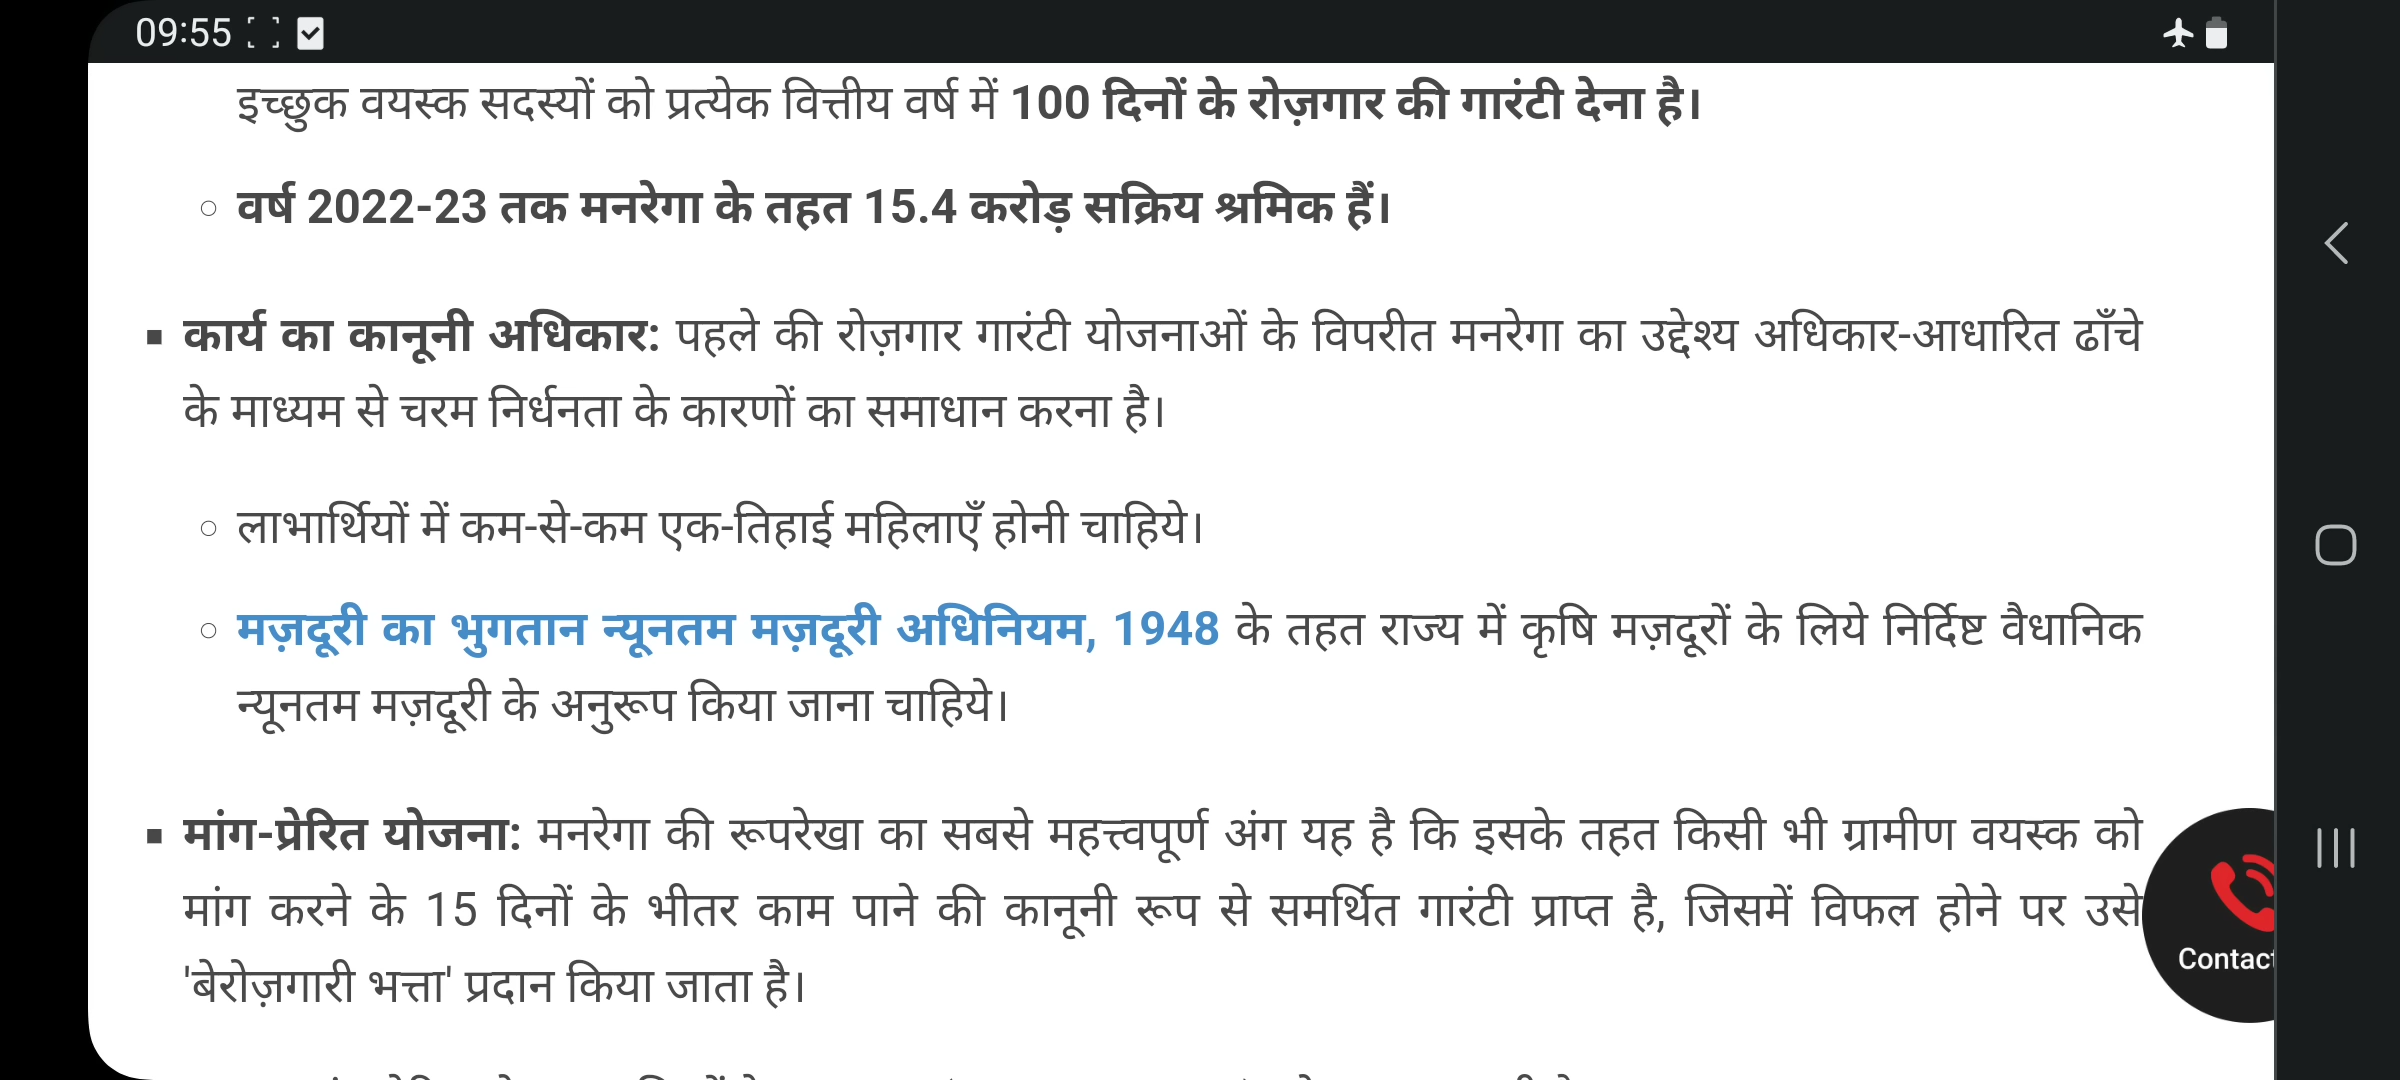 09:55
इच्छुक वयस्क सदस्यों को प्रत्येक वित्तीय वर्ष में 100 दिनों के रोज़गार की गारंटी देना है।
वर्ष 2022-23 तक मनरेगा के तहत 15.4 करोड़ सक्रिय श्रमिक हैं।
कार्य का कानूनी अधिकार: पहले की रोज़गार गारंटी योजनाओं के विपरीत मनरेगा का उद्देश्य अधिकार-आधारित ढाँचे
के माध्यम से चरम निर्धनता के कारणों का समाधान करना है।
लाभार्थियों में कम-से-कम एक-तिहाई महिलाएँ होनी चाहिये।
मज़दूरी का भुगतान न्यूनतम मज़दूरी अधिनियम, 1948 के तहत राज्य में कृषि मज़दूरों के लिये निर्दिष्ट वैधानिक
न्यूनतम मज़दूरी के अनुरूप किया जाना चाहिये।
मांग-प्रेरित योजना: मनरेगा की रूपरेखा का सबसे महत्त्वपूर्ण अंग यह है कि इसके तहत किसी भी ग्रामीण वयस्क को
मांग करने के 15 दिनों के भीतर काम पाने की कानूनी रूप से समर्थित गारंटी प्राप्त है, जिसमें विफल होने पर उसे
'बेरोज़गारी भत्ता' प्रदान किया जाता है।
Contact